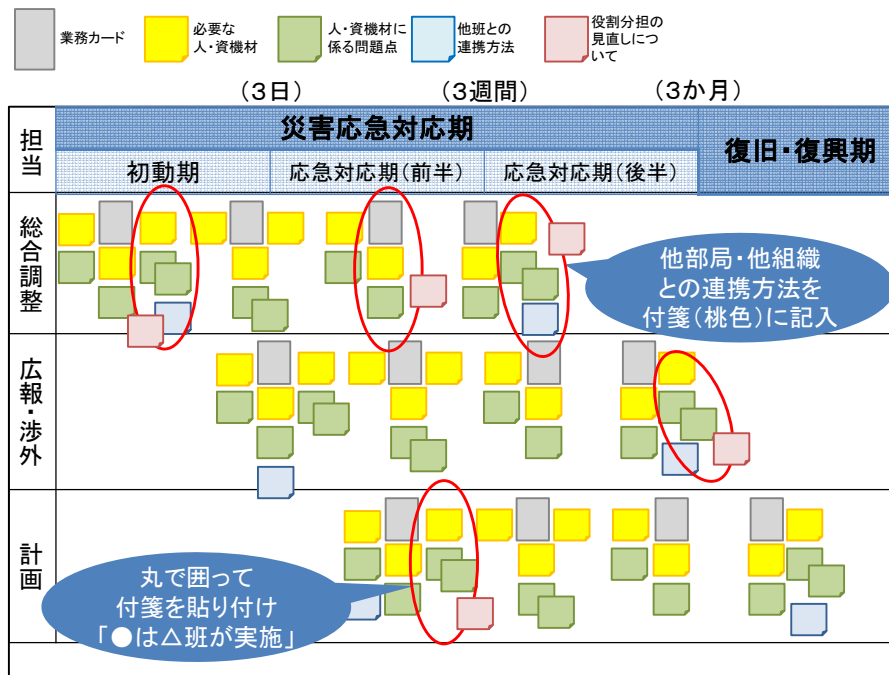 業務カード
必要な
人・資機材
人・資機材に
係る問題点
他班との
連携方法
役割分担の
見直しにつ
いて
(3日)
(3週間)
(3か月)
担当
災害応急対応期
復旧・復興期
初動期
応急対応期(前半)
応急対応期(後半)
総合調整
他部局・他組織
との連携方法を
付箋(桃色)に記入
広報・渉外
計画
丸で囲って
付箋を貼り付け
「●は△班が実施」